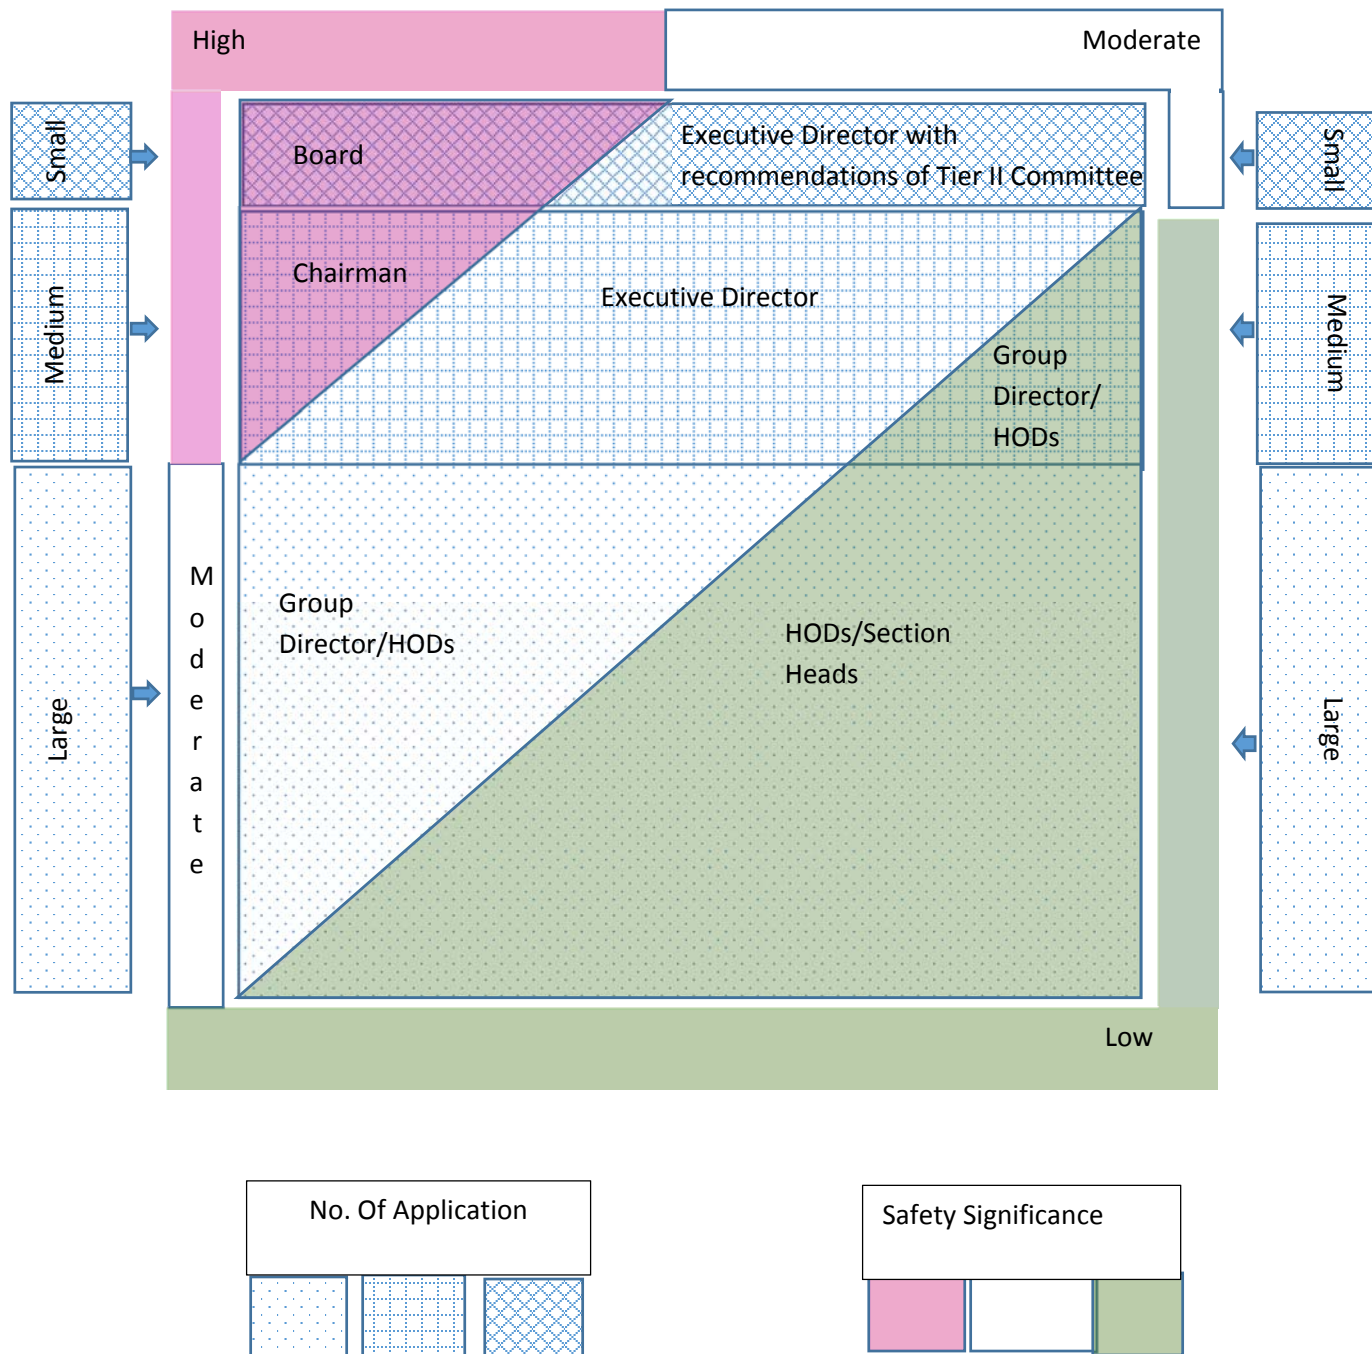 High
Moderate
Small
Board
Executive Director with
recommendations of Tier II Committee
Small
Medium
Chairman
Executive Director
Medium
Group
Director/
HODs
M
o
d
e
r
a
t
e
Group
Director/HODs
HODs/Section
Heads
Large
Large
Low
No. Of Application
Safety Significance